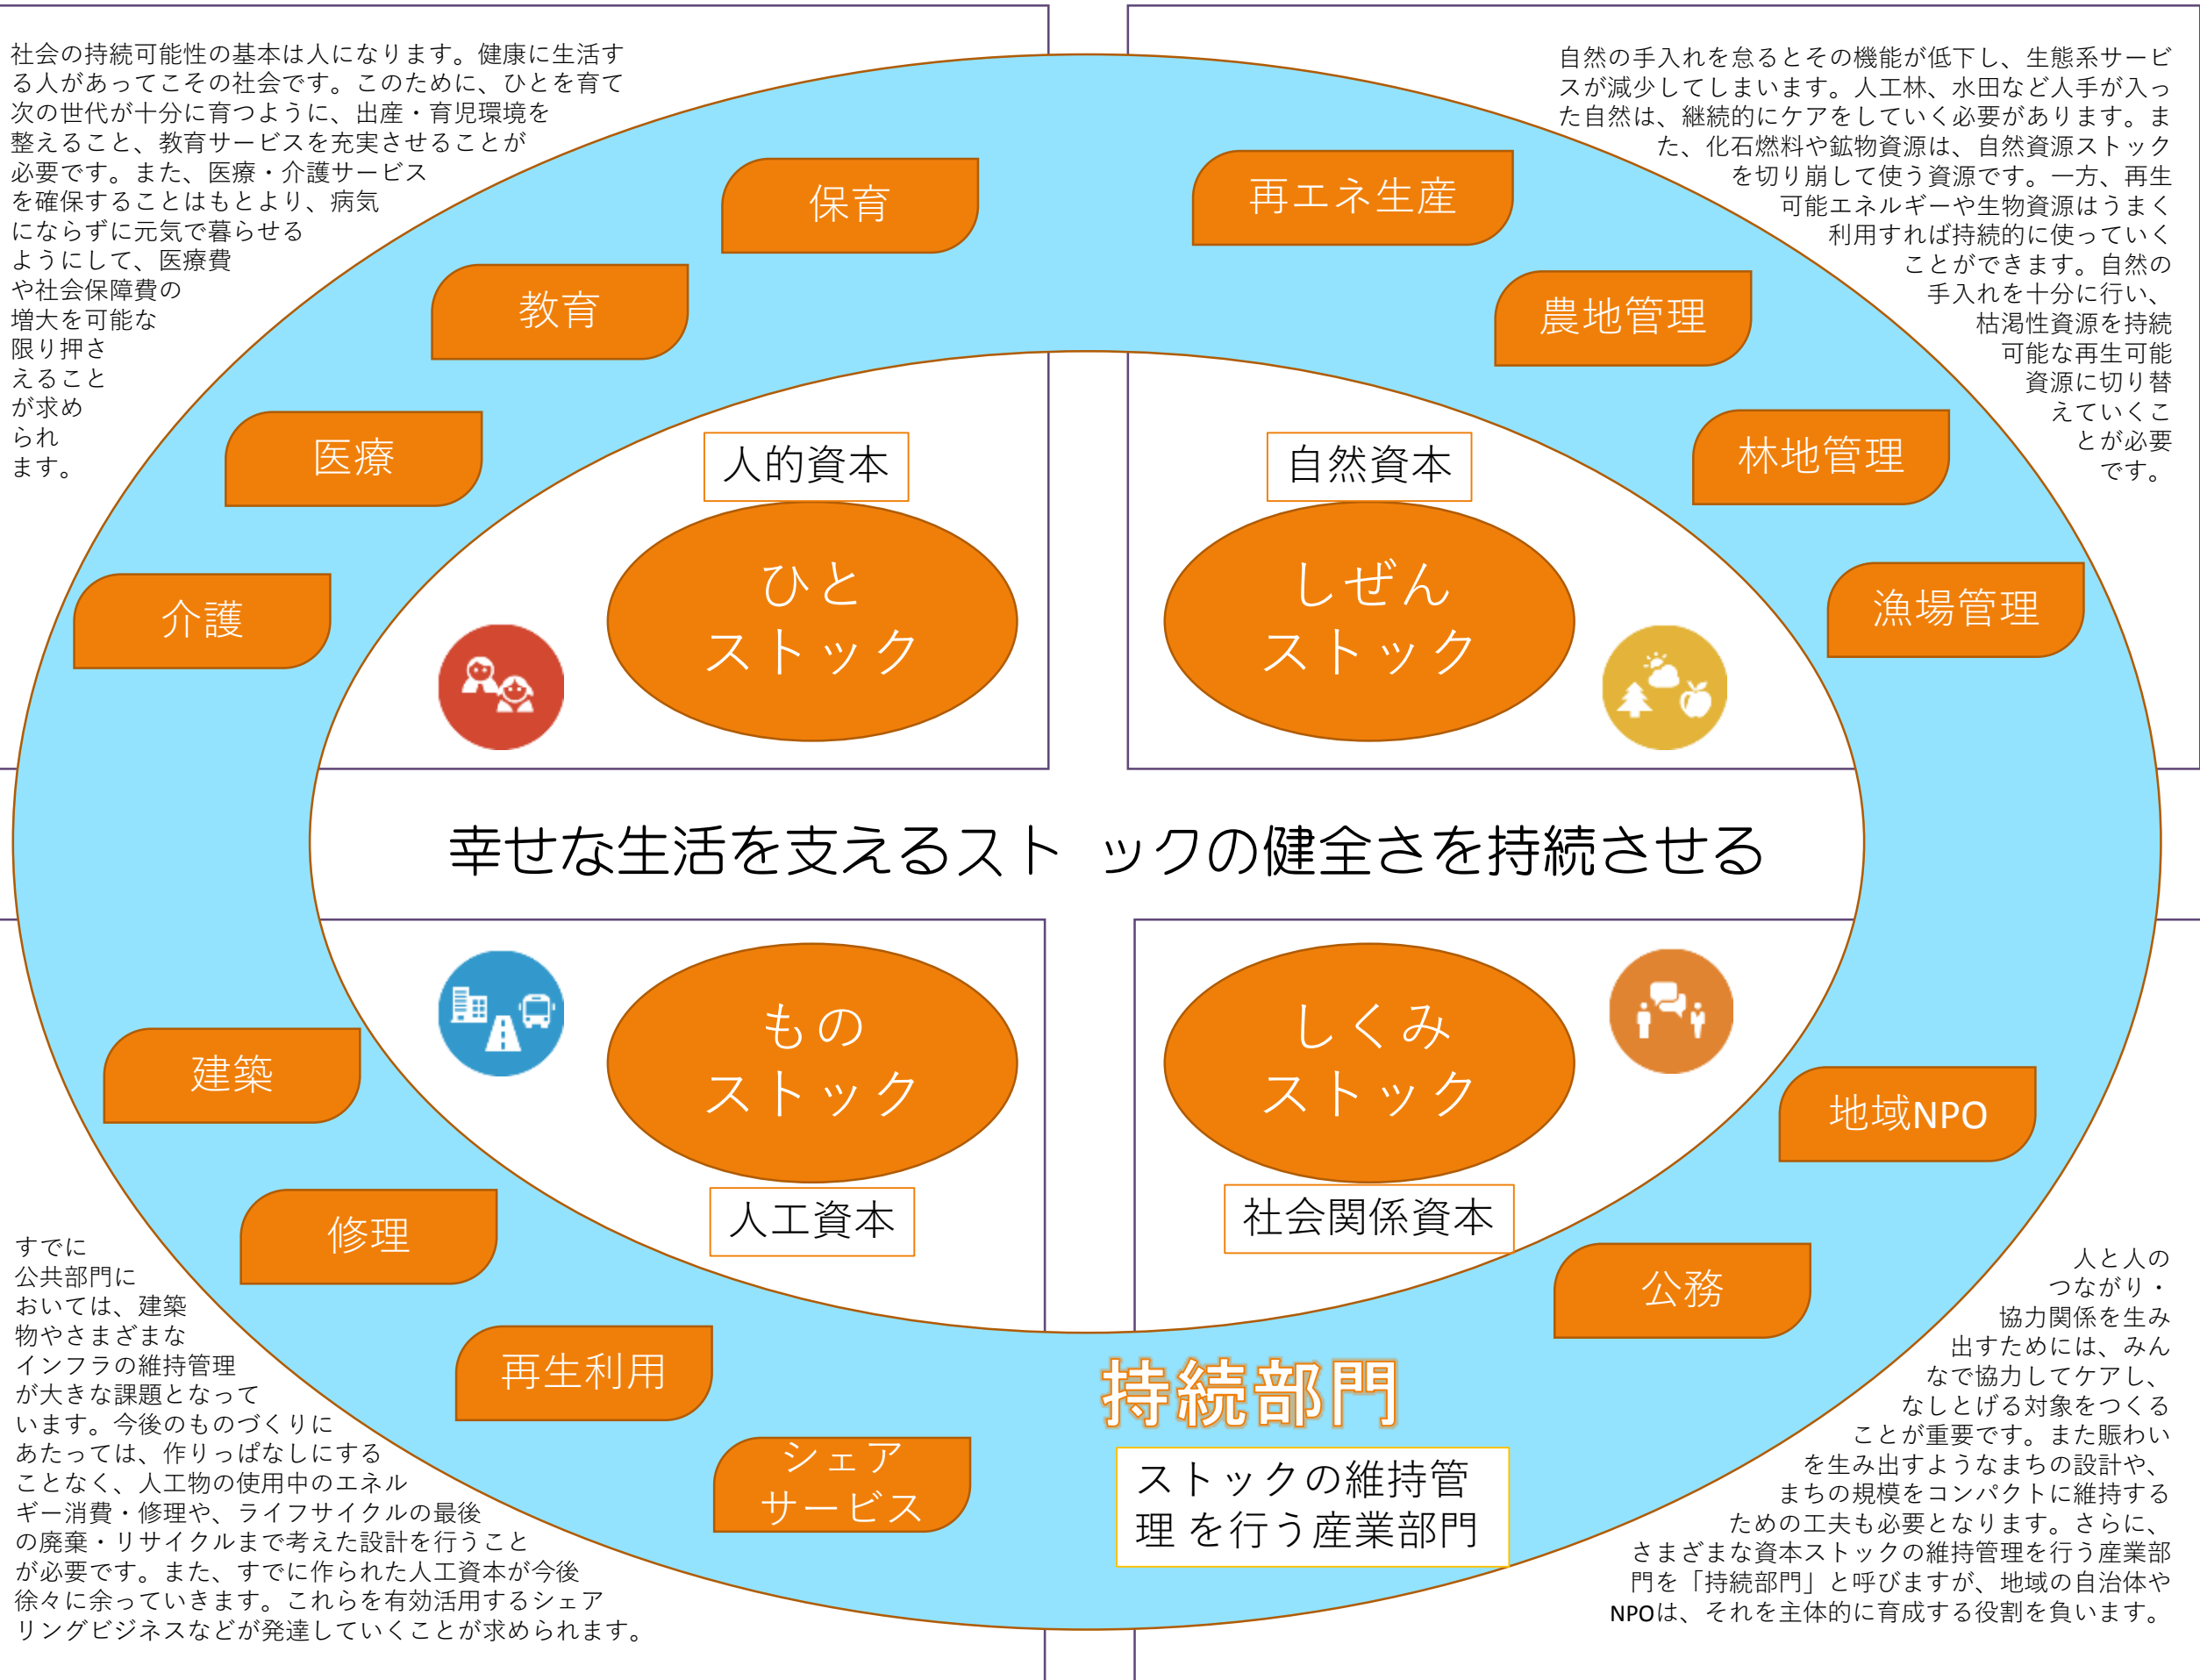 社会の持続可能性の基本は人になります。健康に生活す
る人があってこその社会です。このために、ひとを育て
次の世代が十分に育つように、出産・育児環境を
整えること、教育サービスを充実させることが
必要です。また、医療・介護サービス
を確保することはもとより、病気
にならずに元気で暮らせる
ようにして、医療費
や社会保障費の
増大を可能な
限り押さ
えること
が求め
られ
ます。
自然の手入れを怠るとその機能が低下し、生態系サービ
スが減少してしまいます。人工林、水田など人手が入っ
た自然は、継続的にケアをしていく必要があります。ま
た、化石燃料や鉱物資源は、自然資源ストック
を切り崩して使う資源です。一方、再生
可能エネルギーや生物資源はうまく
利用すれば持続的に使っていく
ことができます。自然の
手入れを十分に行い、
枯渇性資源を持続
可能な再生可能
資源に切り替
えていくこ
とが必要
です。
保育
教育
医療
介護
再エネ生産
農地管理
林地管理
漁場管理
人的資本
ひと
ストック
自然資本
しぜん
ストック
幸せな生活を支えるスト ックの健全さを持続させる
もの
ストック
人工資本
しくみ
ストック
社会関係資本
建築
修理
再生利用
シェア
サービス
地域NPO
公務
持続部門
ストックの維持管
理 を行う産業部門
すでに
公共部門に
おいては、建築
物やさまざまな
インフラの維持管理
が大きな課題となって
います。今後のものづくりに
あたっては、作りっぱなしにする
ことなく、人工物の使用中のエネル
ギー消費・修理や、ライフサイクルの最後
の廃棄・リサイクルまで考えた設計を行うこと
が必要です。また、すでに作られた人工資本が今後
徐々に余っていきます。これらを有効活用するシェア
リングビジネスなどが発達していくことが求められます。
人と人の
つながり・
協力関係を生み
出すためには、みん
なで協力してケアし、
なしとげる対象をつくる
ことが重要です。また賑わい
を生み出すようなまちの設計や、
まちの規模をコンパクトに維持する
ための工夫も必要となります。さらに、
さまざまな資本ストックの維持管理を行う産業部
門を「持続部門」と呼びますが、地域の自治体や
NPOは、それを主体的に育成する役割を負います。